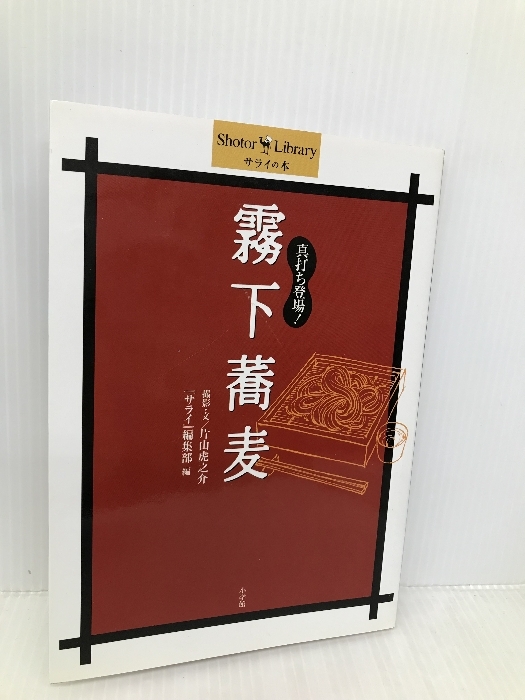 Shotor Library
サライの本
真打ち登場！
霧下蕎麦
撮影・文／片山虎之介
「サライ」編集部 編
小学館